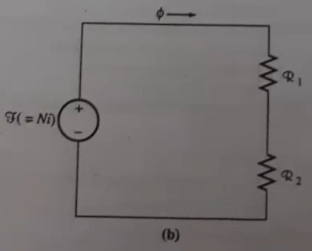 ϕ →
ℛ1
ℱ(= Ni)
+
−
ℛ2
(b)